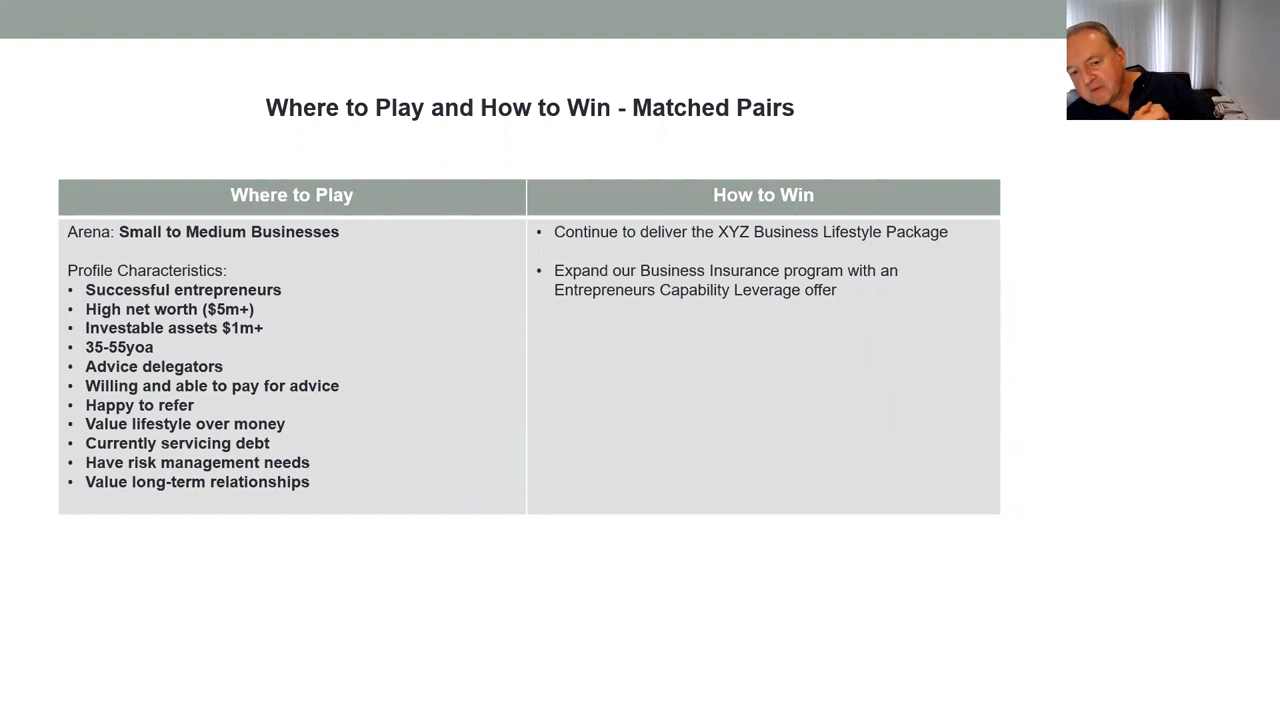 Where to Play and How to Win - Matched Pairs
Where to Play
How to Win
Arena: Small to Medium Businesses
Profile Characteristics:
• Successful entrepreneurs
• High net worth ($5m+)
• Investable assets $1m+
• 35-55yoa
• Advice delegators
• Willing and able to pay for advice
• Happy to refer
• Value lifestyle over money
• Currently servicing debt
• Have risk management needs
• Value long-term relationships
• Continue to deliver the XYZ Business Lifestyle Package
• Expand our Business Insurance program with an
Entrepreneurs Capability Leverage offer